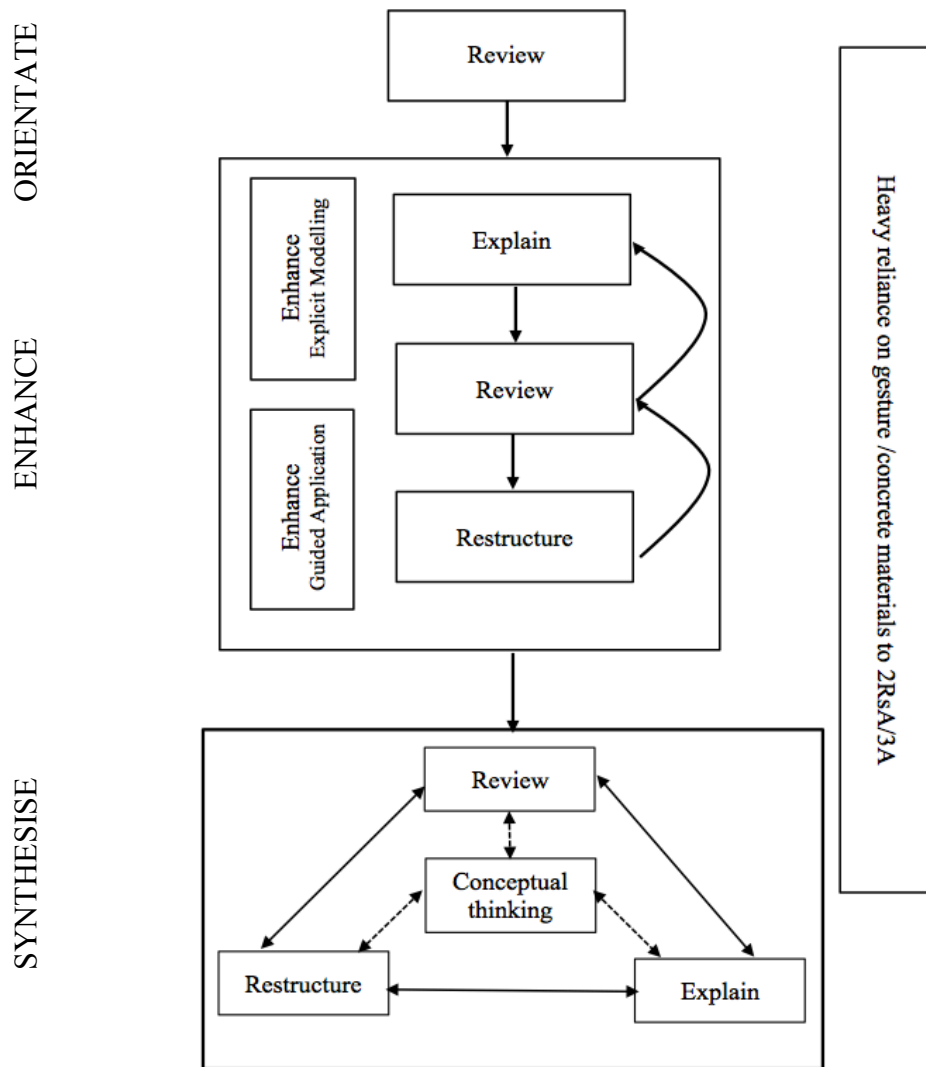 ORIENTATE
Review
ENHANCE
Enhance
Explicit Modelling
Explain
Review
Enhance
Guided Application
Restructure
Heavy reliance on gesture /concrete materials to 2RsA/3A
SYNTHESISE
Review
Conceptual
thinking
Restructure
Explain